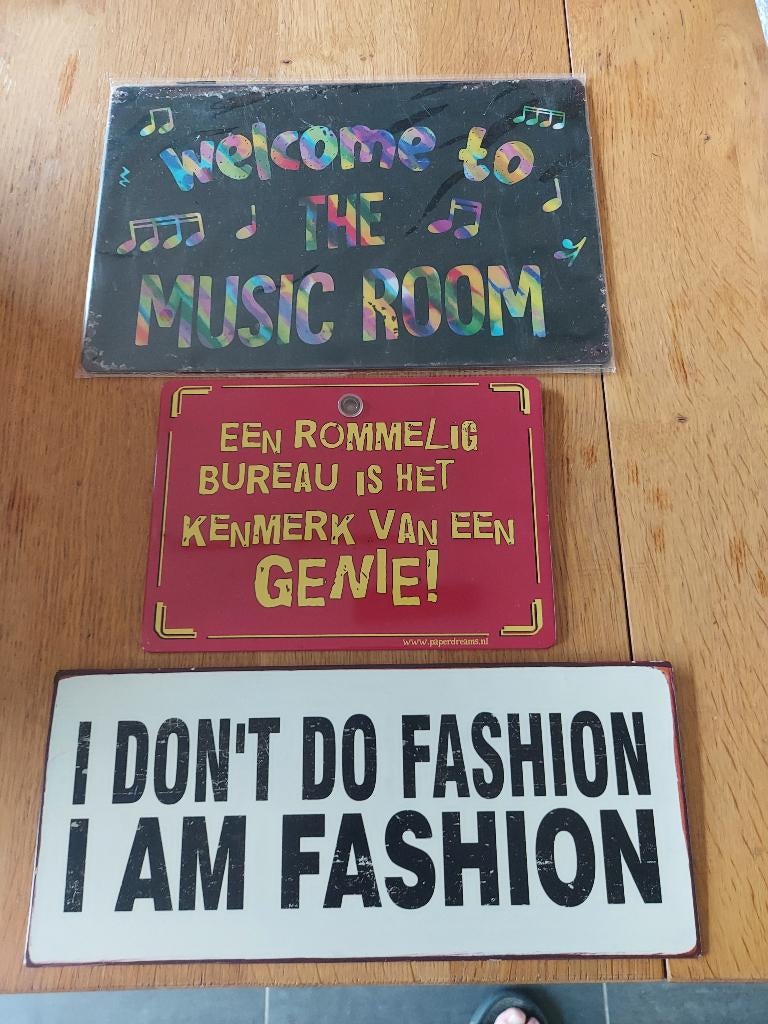 welcome to
THE
MUSIC ROOM
EEN ROMMELIG
BUREAU IS HET
KENMERK VAN EEN
GENIE!
www.paperdreams.nl
I DON'T DO FASHION
I AM FASHION